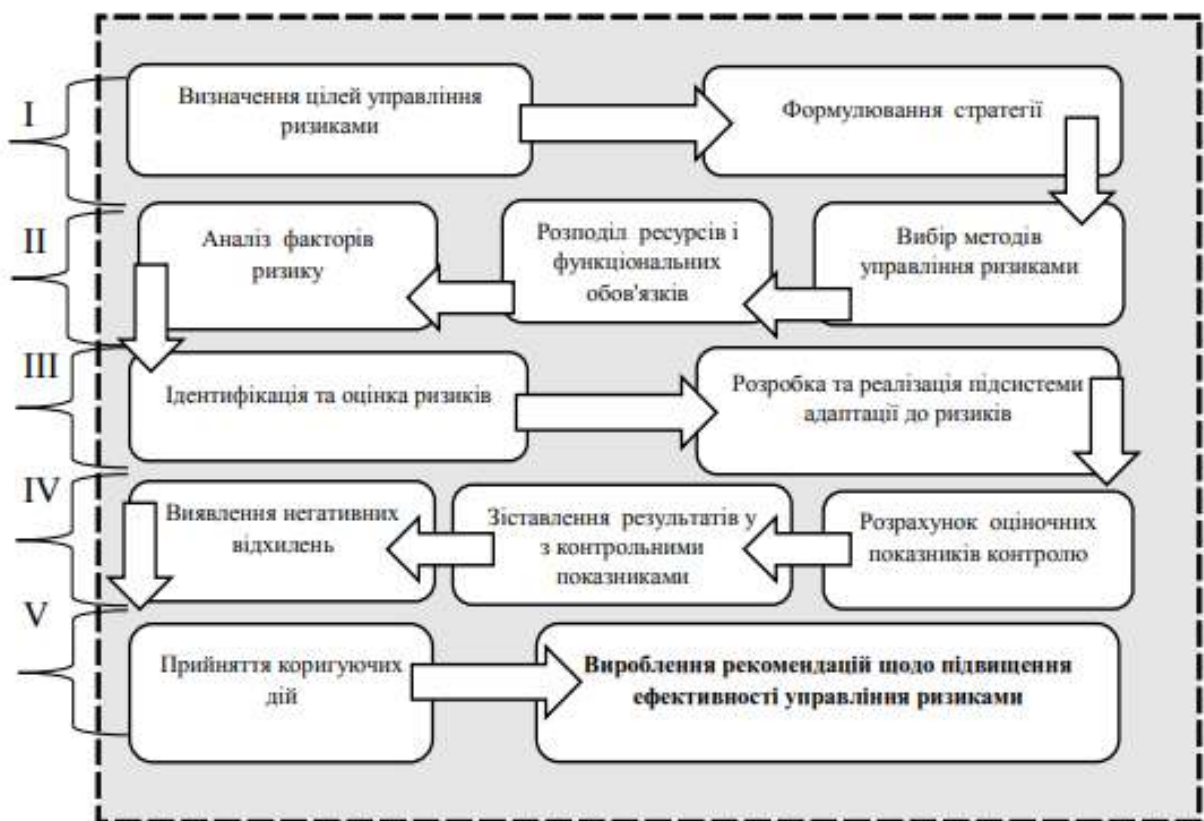 I
Визначення цілей управління
ризиками
Формулювання стратегії
II
Аналіз факторів
ризику
Розподіл ресурсів і
функціональних
обов'язків
Вибір методів
управління ризиками
III
Ідентифікація та оцінка ризиків
Розробка та реалізація підсистеми
адаптації до ризиків
IV
Виявлення негативних
відхилень
Зіставлення результатів у
з контрольними
показниками
Розрахунок оціночних
показників контролю
V
Прийняття коригуючих
дій
Вироблення рекомендацій щодо підвищення
ефективності управління ризиками